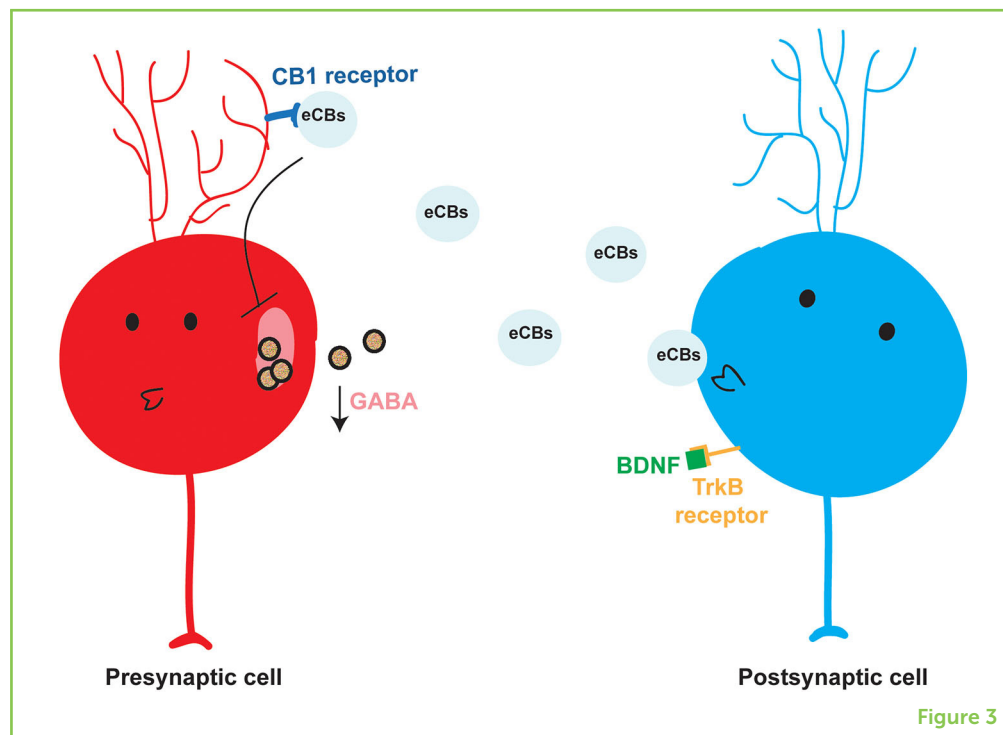 CB1 receptor
eCBs
eCBs
eCBs
eCBs
eCBs
GABA
BDNF
TrkB
receptor
Presynaptic cell
Postsynaptic cell
Figure 3